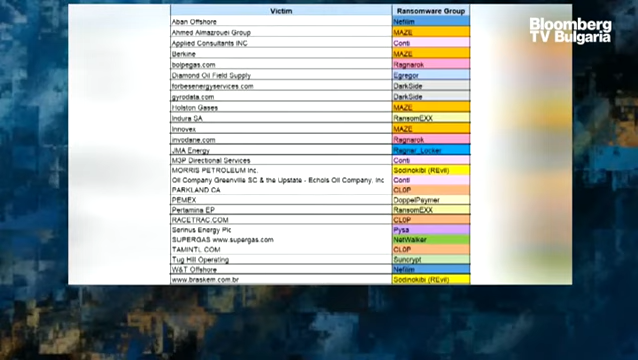 Bloomberg
TV Bulgaria
Victim Ransomware Group
Aban Offshore Nefilim
Ahmed Almazrouei Group MAZE
Applied Consultants INC Conti
Berkine MAZE
bolpegas.com Ragnarok
Diamond Oil Field Supply Egregor
forbesenergyservices.com DarkSide
gyrodata.com DarkSide
Holston Gases MAZE
Indura SA RansomEXX
Innovex MAZE
invodane.com Ragnarok
JMA Energy Ragnar_Locker
M3P Directional Services Conti
MORRIS PETROLEUM Inc. Sodinokibi (REvil)
Oil Company Greenville SC & the Upstate - Echols Oil Company, Inc Conti
PARKLAND CA CL0P
PEMEX DoppelPaymer
Pertamina EP RansomEXX
RACETRAC.COM CL0P
Serinus Energy Plc Pysa
SUPERGAS www.supergas.com NetWalker
TAMINTL COM CL0P
Tug Hill Operating Suncrypt
W&T Offshore Nefilim
www.braskem.com.br Sodinokibi (REvil)